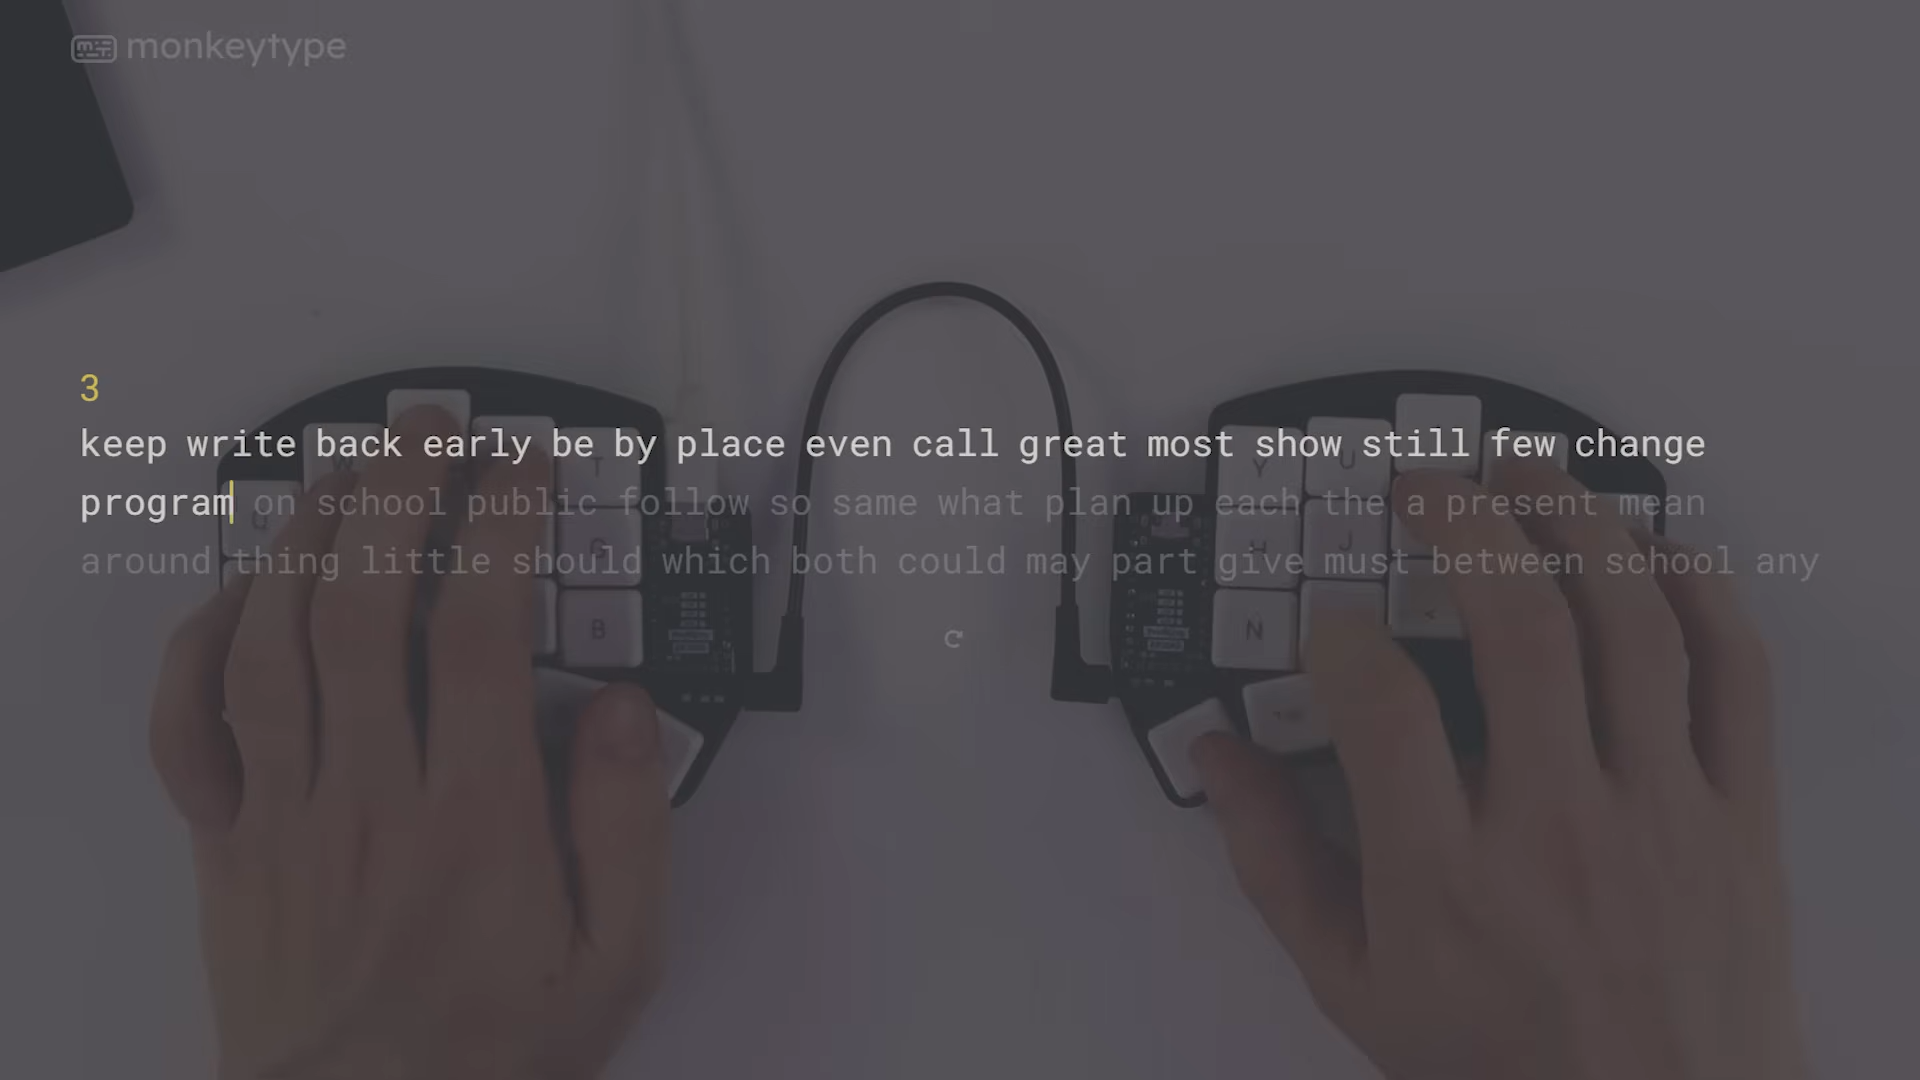 monkeytype
3
keep write back early be by place even call great most show still few change
program on school public follow so same what plan up each the a present mean
around thing little should which both could may part give must between school any
W T Y U
Q G H J
B N <